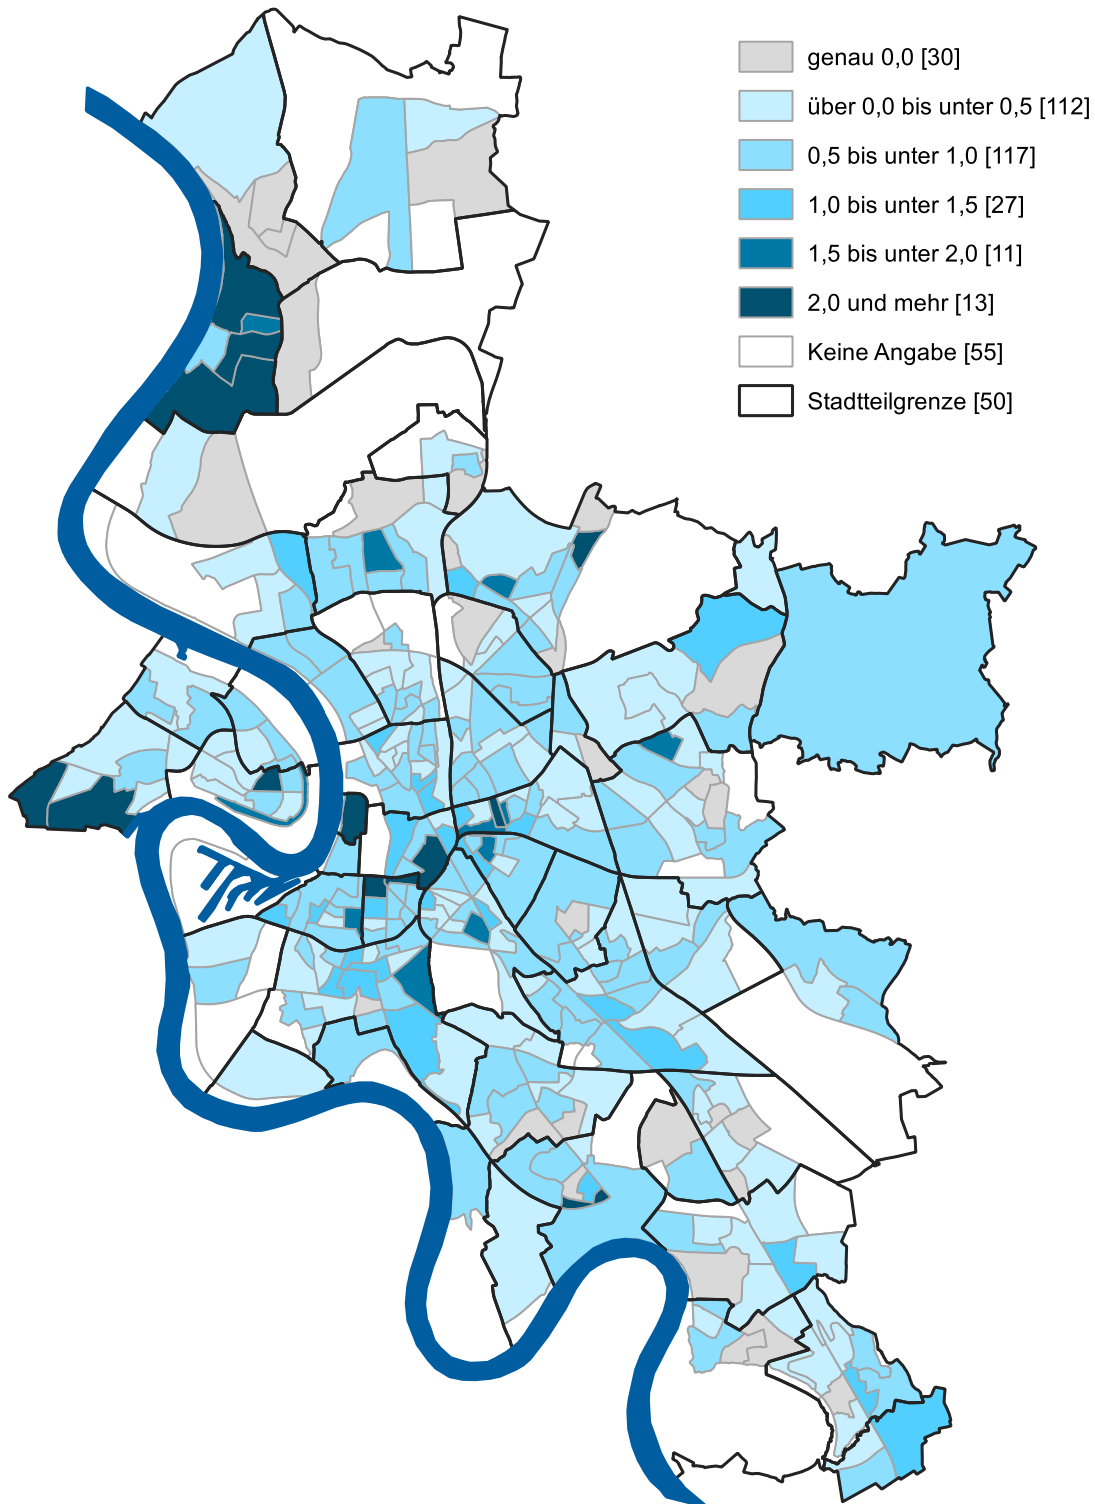 genau 0,0 [30]
über 0,0 bis unter 0,5 [112]
0,5 bis unter 1,0 [117]
1,0 bis unter 1,5 [27]
1,5 bis unter 2,0 [11]
2,0 und mehr [13]
Keine Angabe [55]
Stadtteilgrenze [50]